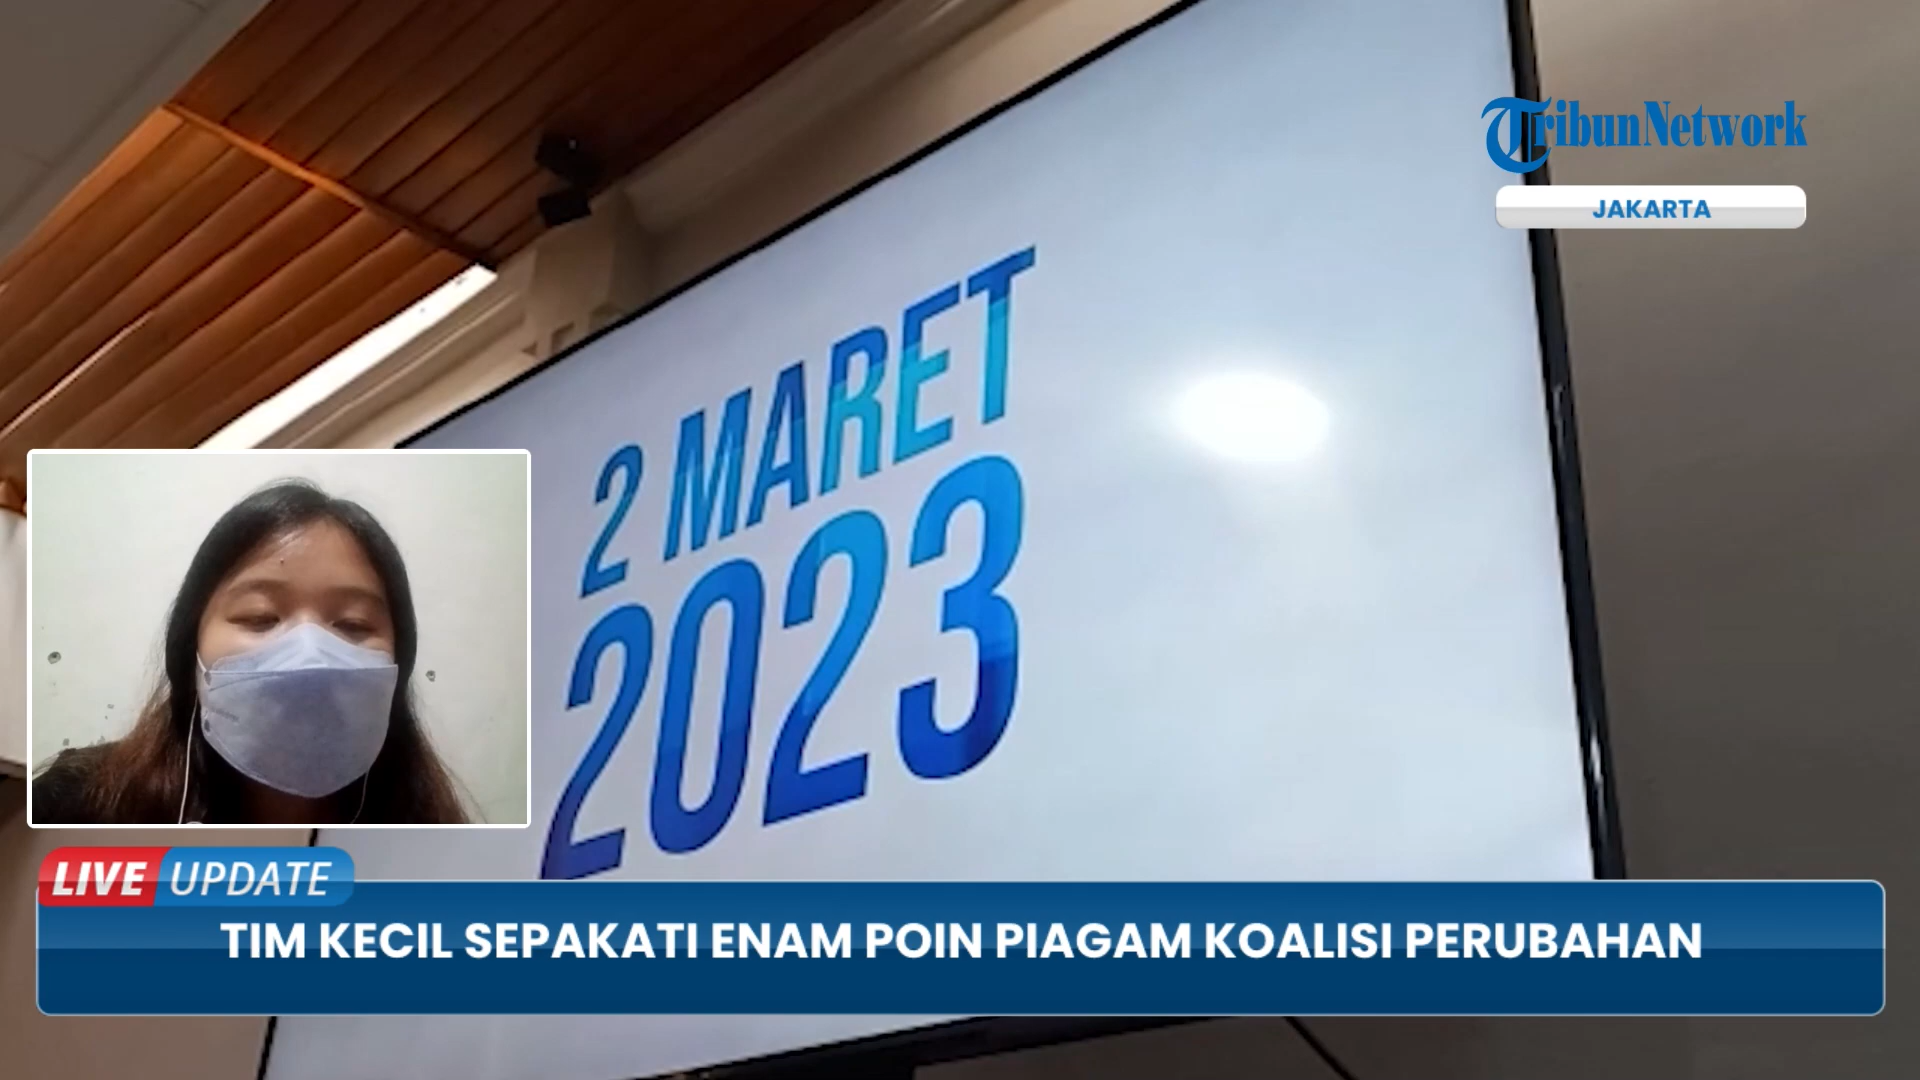 TribunNetwork
JAKARTA
2 MARET
2023
LIVE UPDATE
TIM KECIL SEPAKATI ENAM POIN PIAGAM KOALISI PERUBAHAN